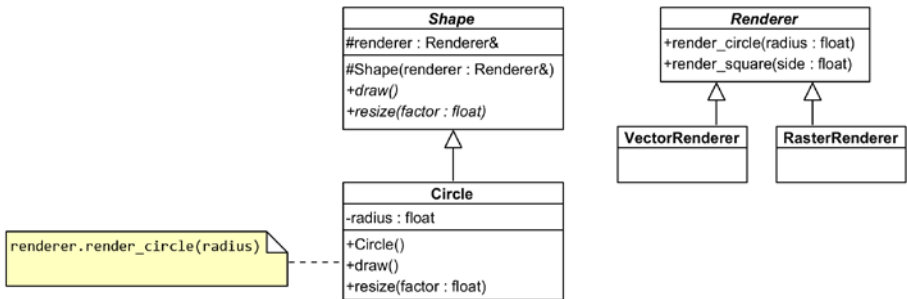 Shape
#renderer : Renderer&
#Shape(renderer : Renderer&)
+draw()
+resize(factor : float)
Renderer
+render_circle(radius : float)
+render_square(side : float)
VectorRenderer
RasterRenderer
Circle
-radius : float
+Circle()
+draw()
+resize(factor : float)
renderer.render_circle(radius)